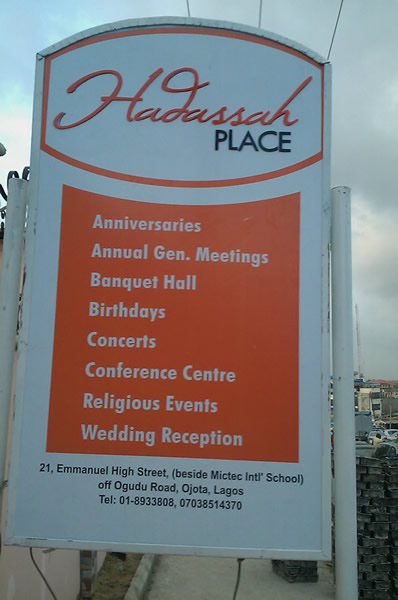 Hadassah
PLACE
Anniversaries
Annual Gen. Meetings
Banquet Hall
Birthdays
Concerts
Conference Centre
Religious Events
Wedding Reception
21, Emmanuel High Street, (beside Mictec Intl' School)
off Ogudu Road, Ojota, Lagos
Tel: 01-8933808, 07038514370